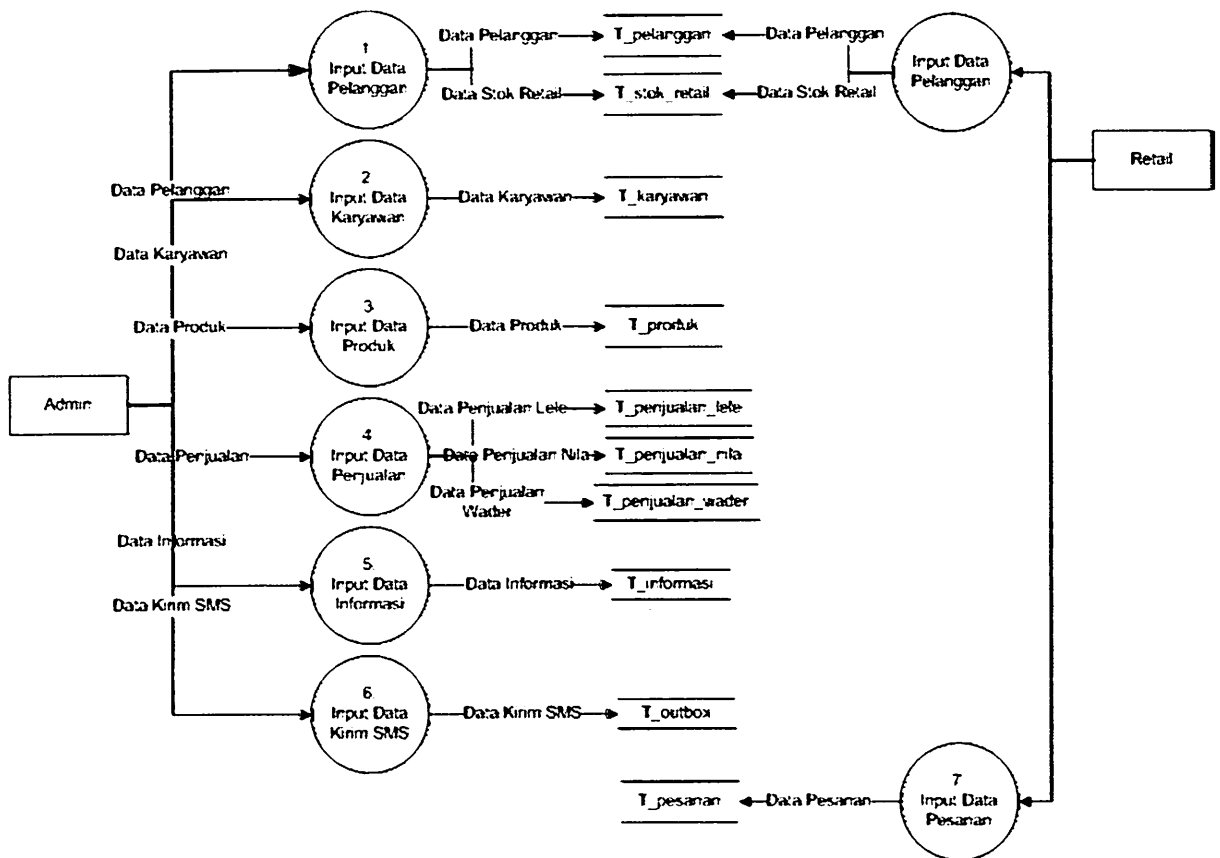 1
Input Data
Pelanggan
Data Pelanggan
T_pelanggan
Data Pelanggan
Data Stok Retail
T_stok_retail
Data Stok Retail
Input Data
Pelanggan
Retail
Data Pelanggan
2
Input Data
Karyawan
Data Karyawan
T_karyawan
Data Karyawan
Data Produk
3
Input Data
Produk
Data Produk
T_produk
Admin
Data Penjualan
4
Input Data
Penjualan
Data Penjualan Lele
T_penjualan_lele
Data Penjualan Nila
T_penjualan_nila
Data Penjualan
Wader
T_penjualan_wader
Data Informasi
5.
Input Data
Informasi
Data Informasi
T_informasi
Data Kirim SMS
6.
Input Data
Kirim SMS
Data Kirim SMS
T_outbox
T_pesanan
Data Pesanan
7
Input Data
Pesanan